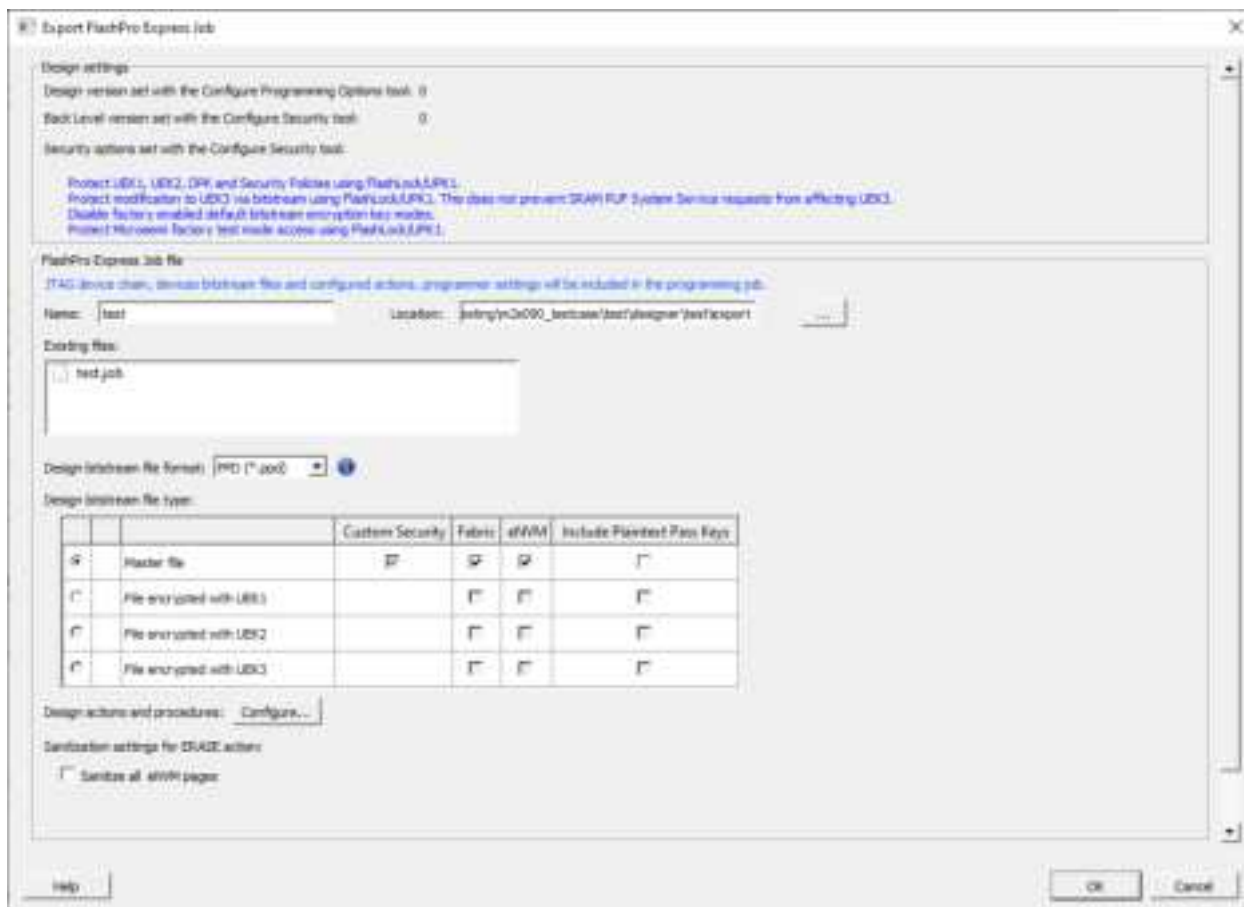 Export FlashPro Express Job
Design settings
Design version set with the Configure Programming Options tool: 0
Back Level version set with the Configure Security tool: 0
Security options set with the Configure Security tool:
Protect UEK1, UEK2, DPK and Security Policies using FlashLock/UPK1.
Protect modification to UEK3 via bitstream using FlashLock/UPK1. This does not prevent SRAM PUF System Service requests from affecting UEK3.
Disable factory enabled default bitstream encryption key modes.
Protect Microsemi factory test mode access using FlashLock/UPK1.
FlashPro Express Job file
JTAG device chain, devices bitstream files and configured actions, programmer settings will be included in the programming job.
Name: test Location: \test\designer\test\export ...
Existing files:
test.job
Design bitstream file format: PPD (*.ppd)
Design bitstream file type:
Custom Security Fabric eNVM Include Plaintext Pass Keys
Master file
File encrypted with UEK1
File encrypted with UEK2
File encrypted with UEK3
Design actions and procedures: Configure...
Sanitization settings for ERASE action:
Sanitize all eNVM pages
Help OK Cancel